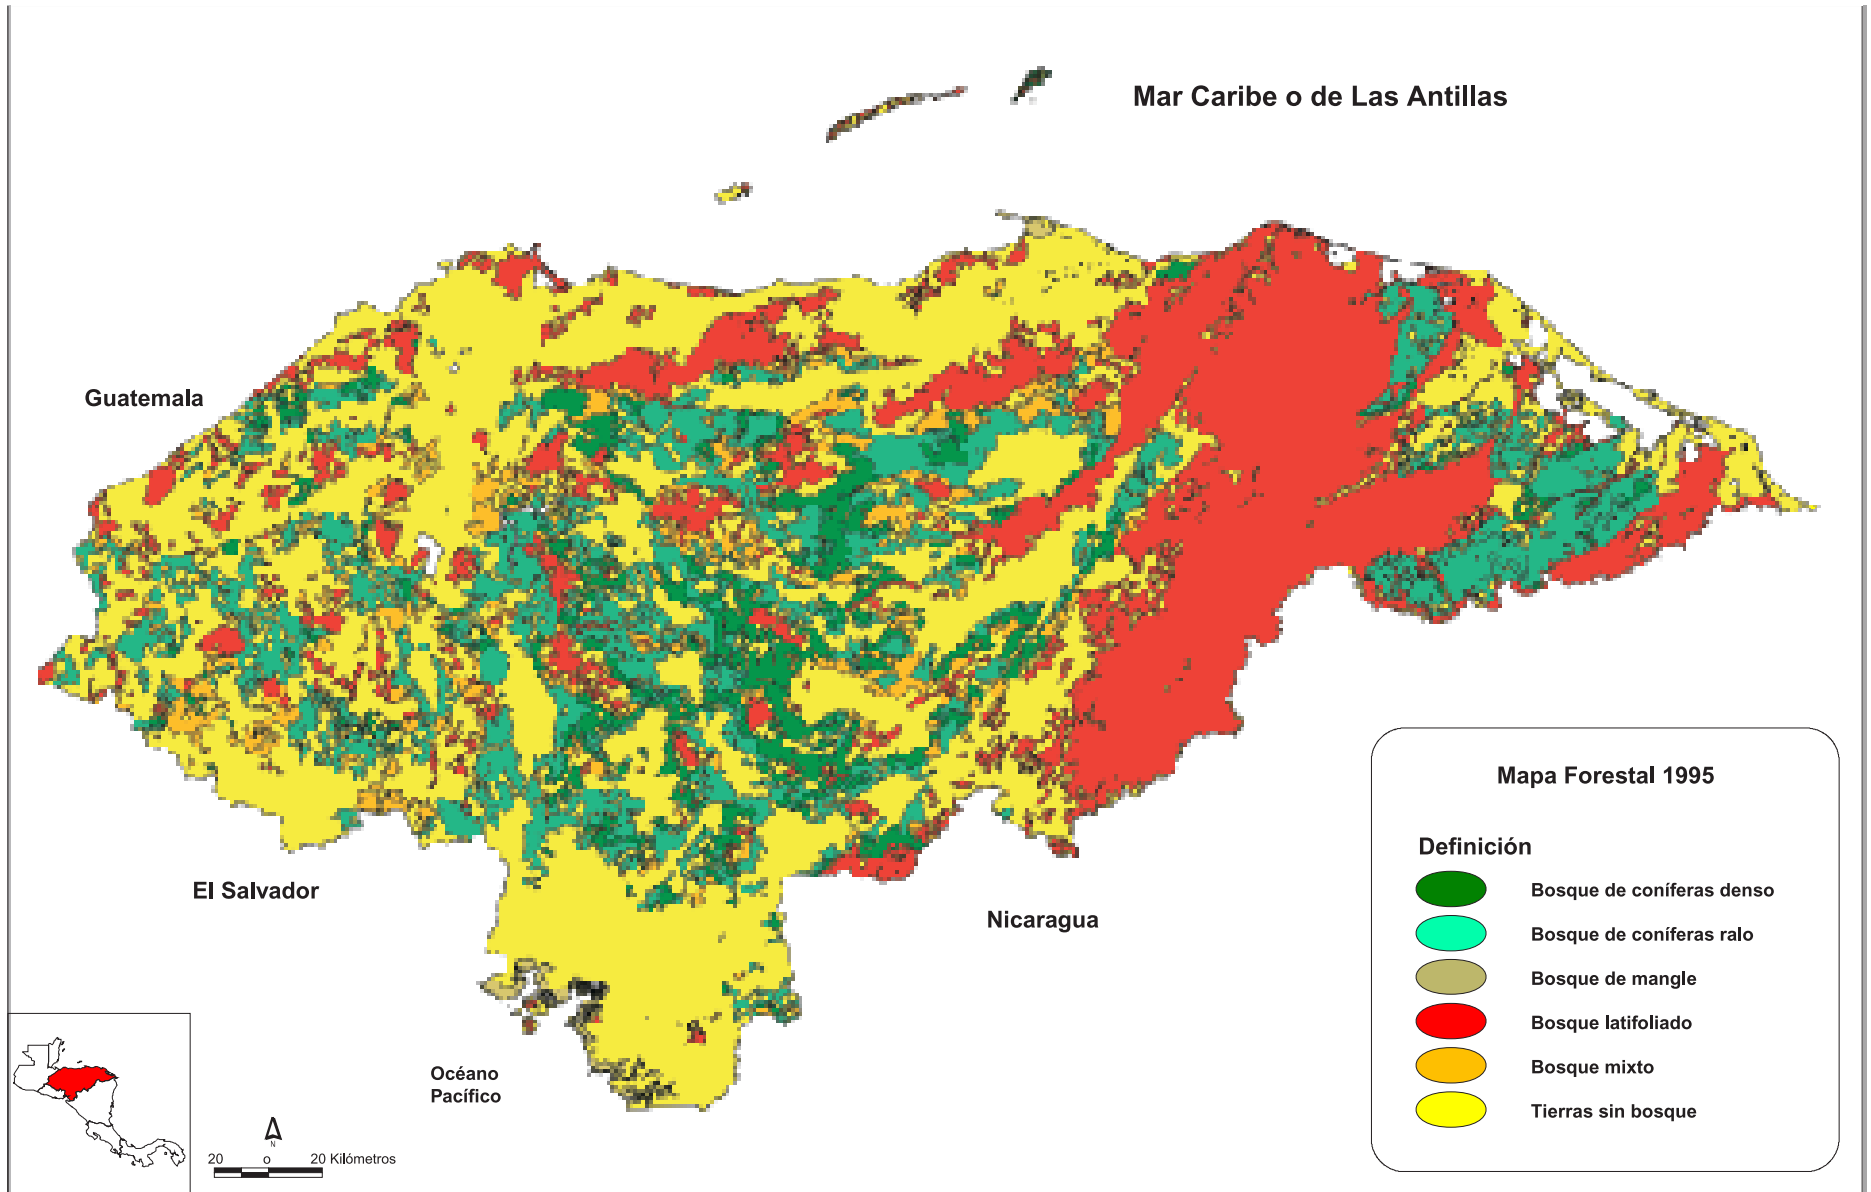 Mar Caribe o de Las Antillas
Guatemala
El Salvador
Nicaragua
Océano
Pacífico
N
20 o 20 Kilómetros
Mapa Forestal 1995
Definición
Bosque de coníferas denso
Bosque de coníferas ralo
Bosque de mangle
Bosque latifoliado
Bosque mixto
Tierras sin bosque